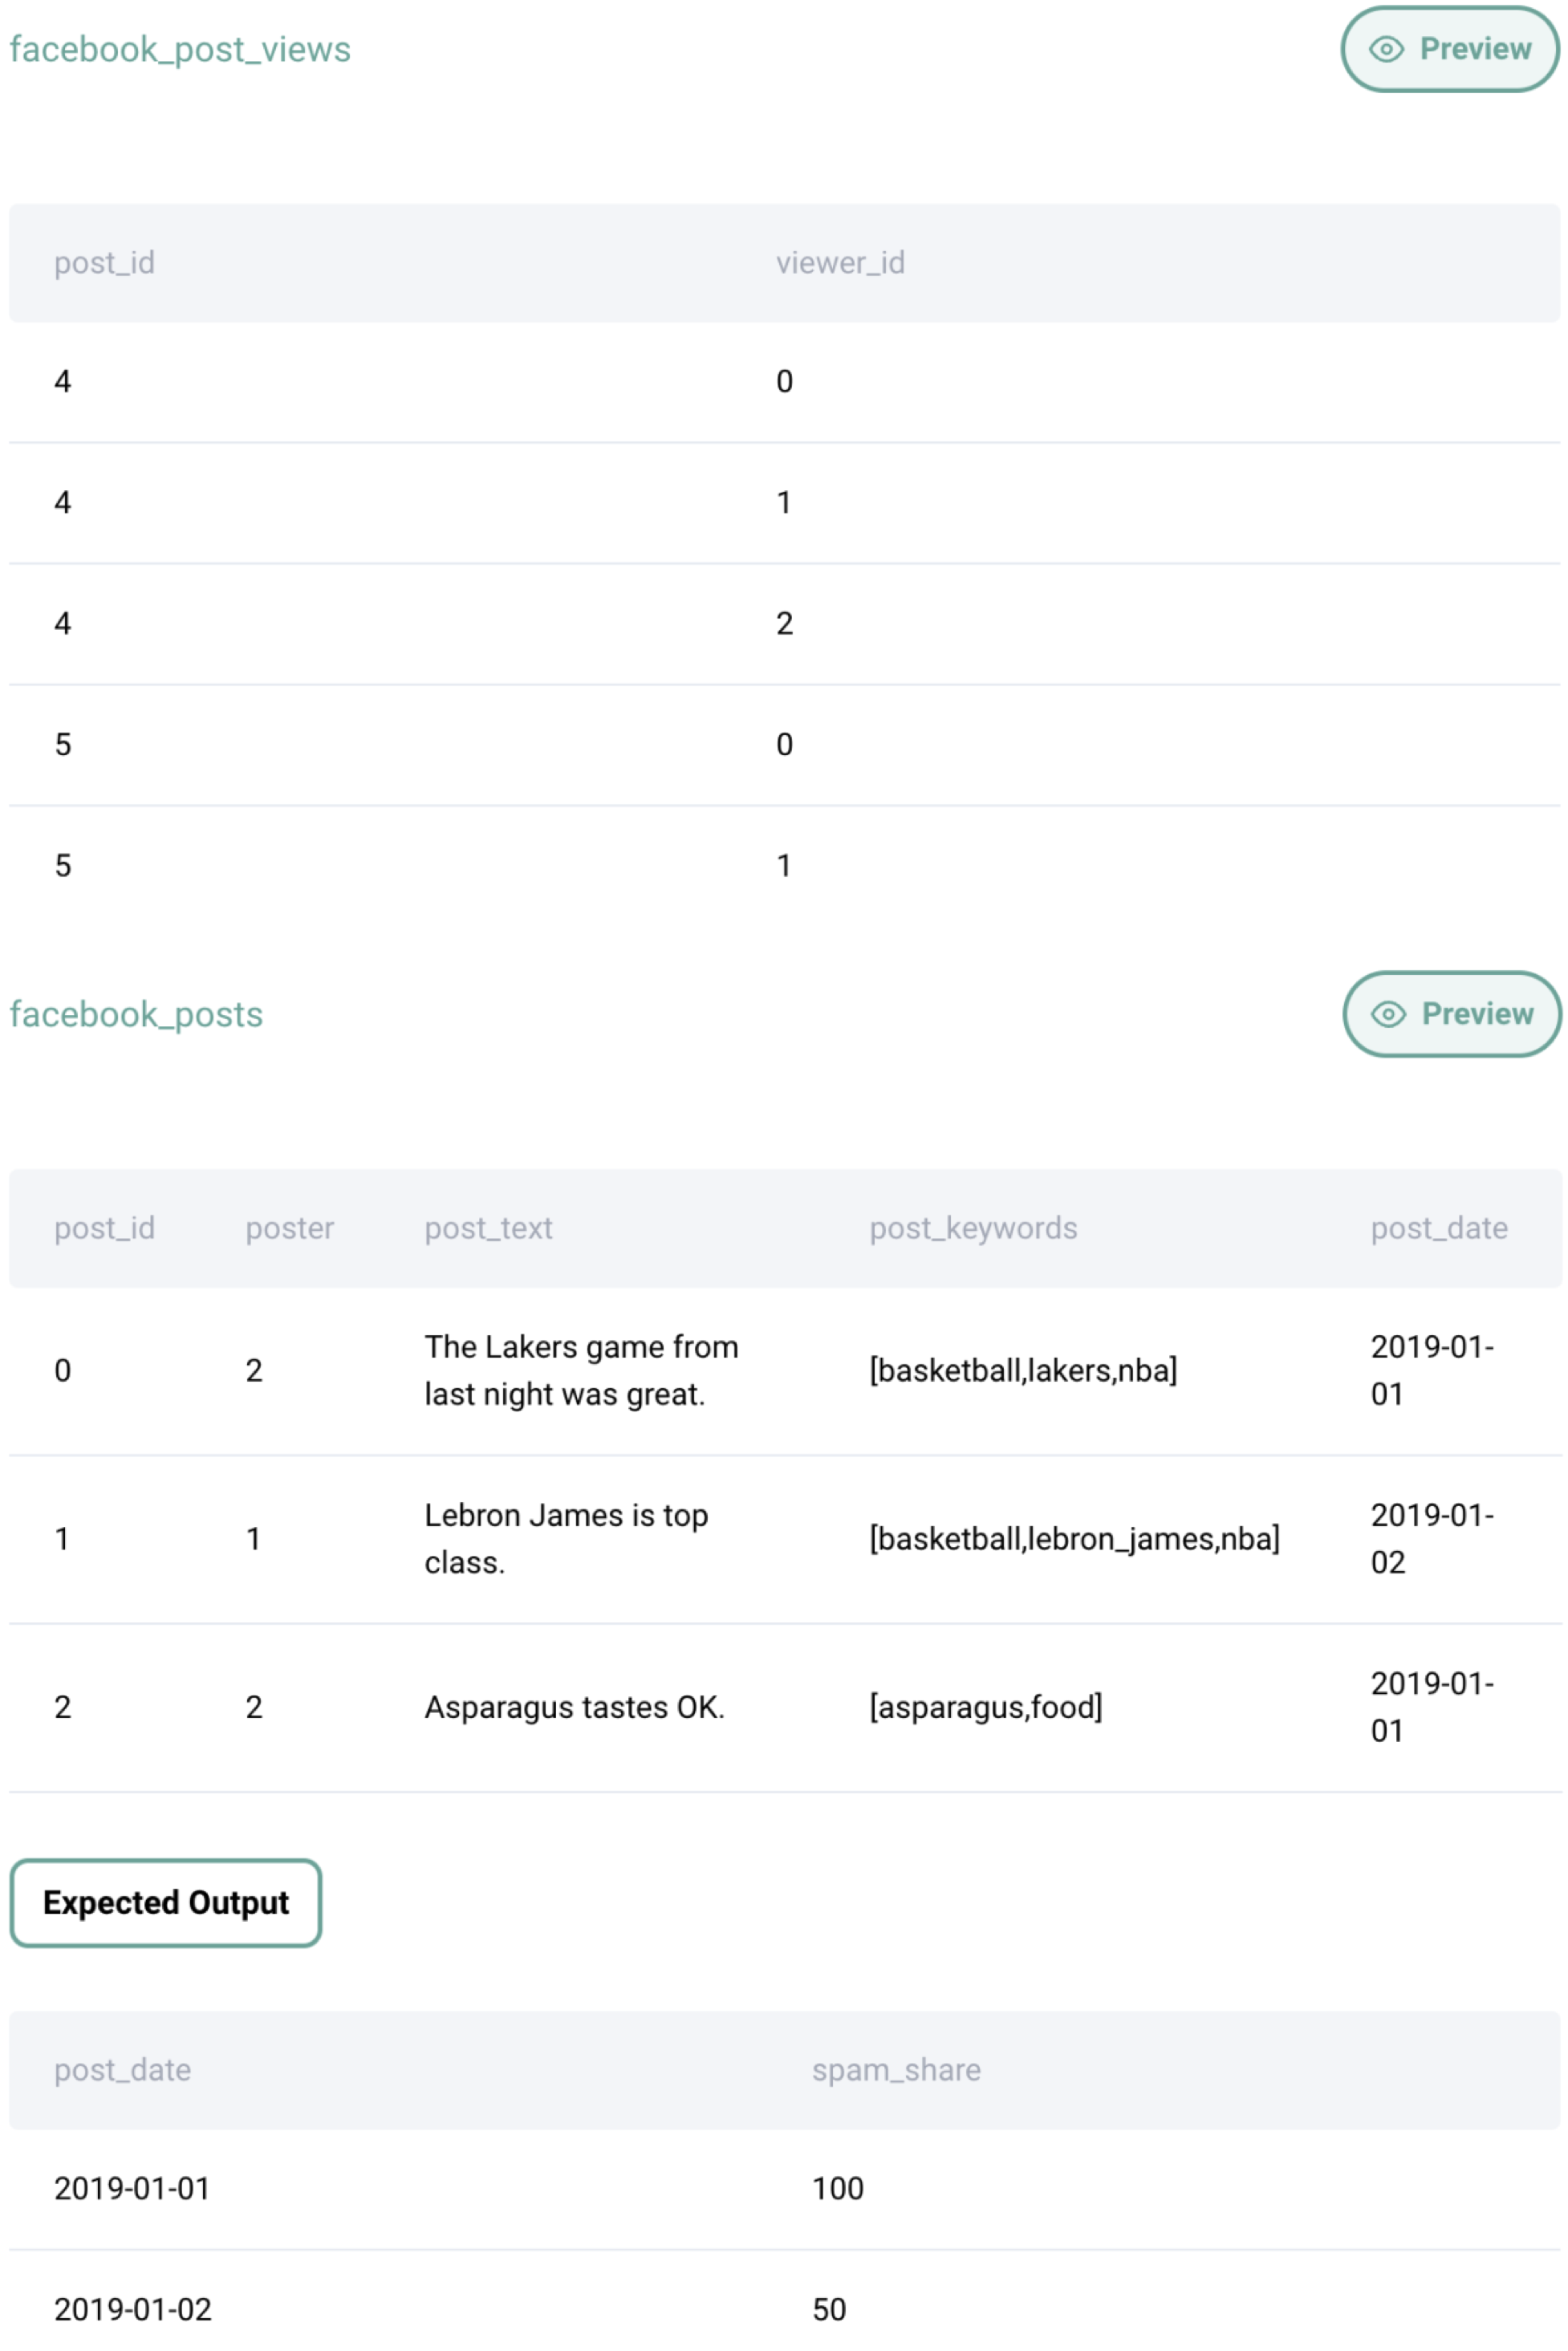 facebook_post_views
Preview
post_id viewer_id
4 0
4 1
4 2
5 0
5 1
facebook_posts
Preview
post_id poster post_text post_keywords post_date
0 2 The Lakers game from last night was great. [basketball,lakers,nba] 2019-01-01
1 1 Lebron James is top class. [basketball,lebron_james,nba] 2019-01-02
2 2 Asparagus tastes OK. [asparagus,food] 2019-01-01
Expected Output
post_date spam_share
2019-01-01 100
2019-01-02 50